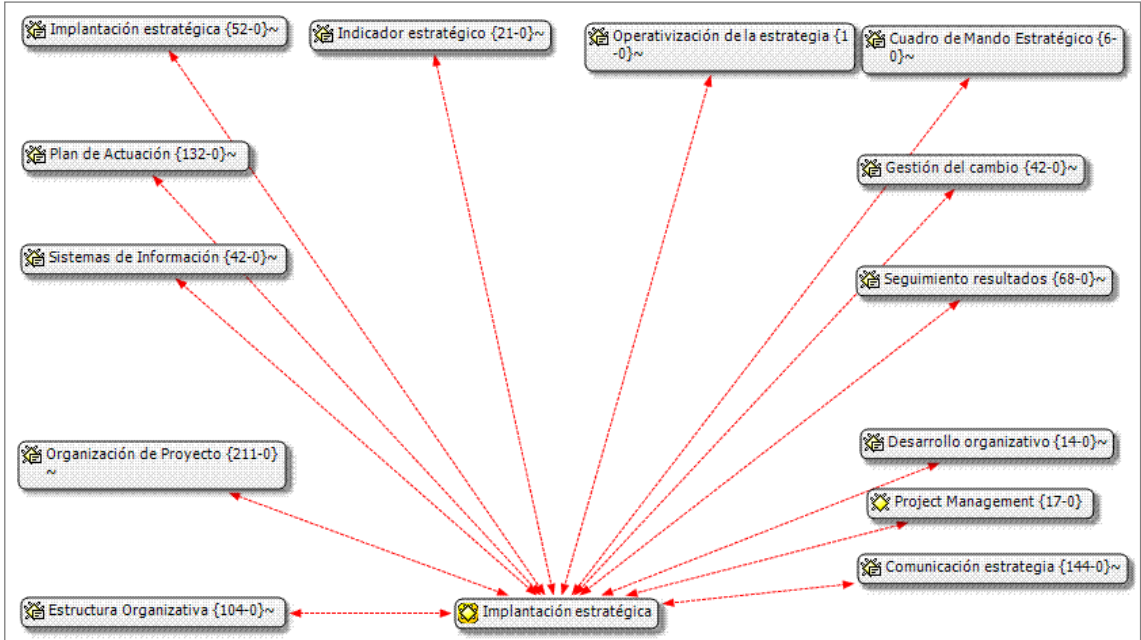 Implantación estratégica {52-0}~
Indicador estratégico {21-0}~
Operativización de la estrategia {1
-0}~
Cuadro de Mando Estratégico {6-
0}~
Plan de Actuación {132-0}~
Gestión del cambio {42-0}~
Sistemas de Información {42-0}~
Seguimiento resultados {68-0}~
Organización de Proyecto {211-0}
~
Desarrollo organizativo {14-0}~
Project Management {17-0}
Comunicación estrategia {144-0}~
Estructura Organizativa {104-0}~
Implantación estratégica